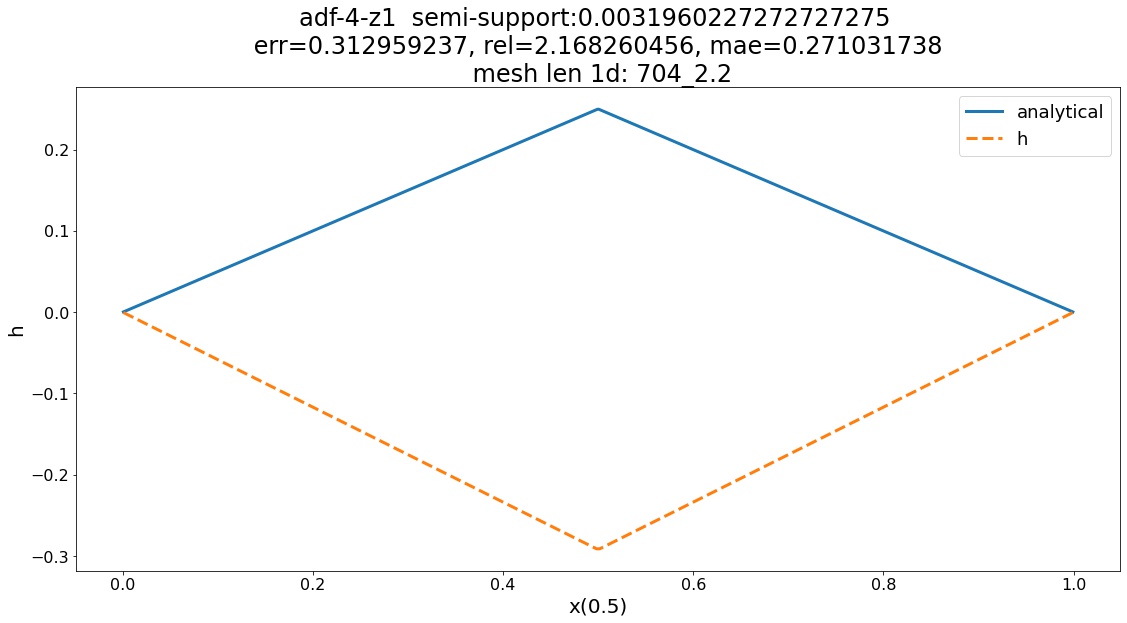 adf-4-z1  semi-support:0.0031960227272727275
err=0.312959237, rel=2.168260456, mae=0.271031738
mesh len 1d: 704_2.2
analytical
h
h
0.2
0.1
0.0
−0.1
−0.2
−0.3
0.0 0.2 0.4 0.6 0.8 1.0
x(0.5)